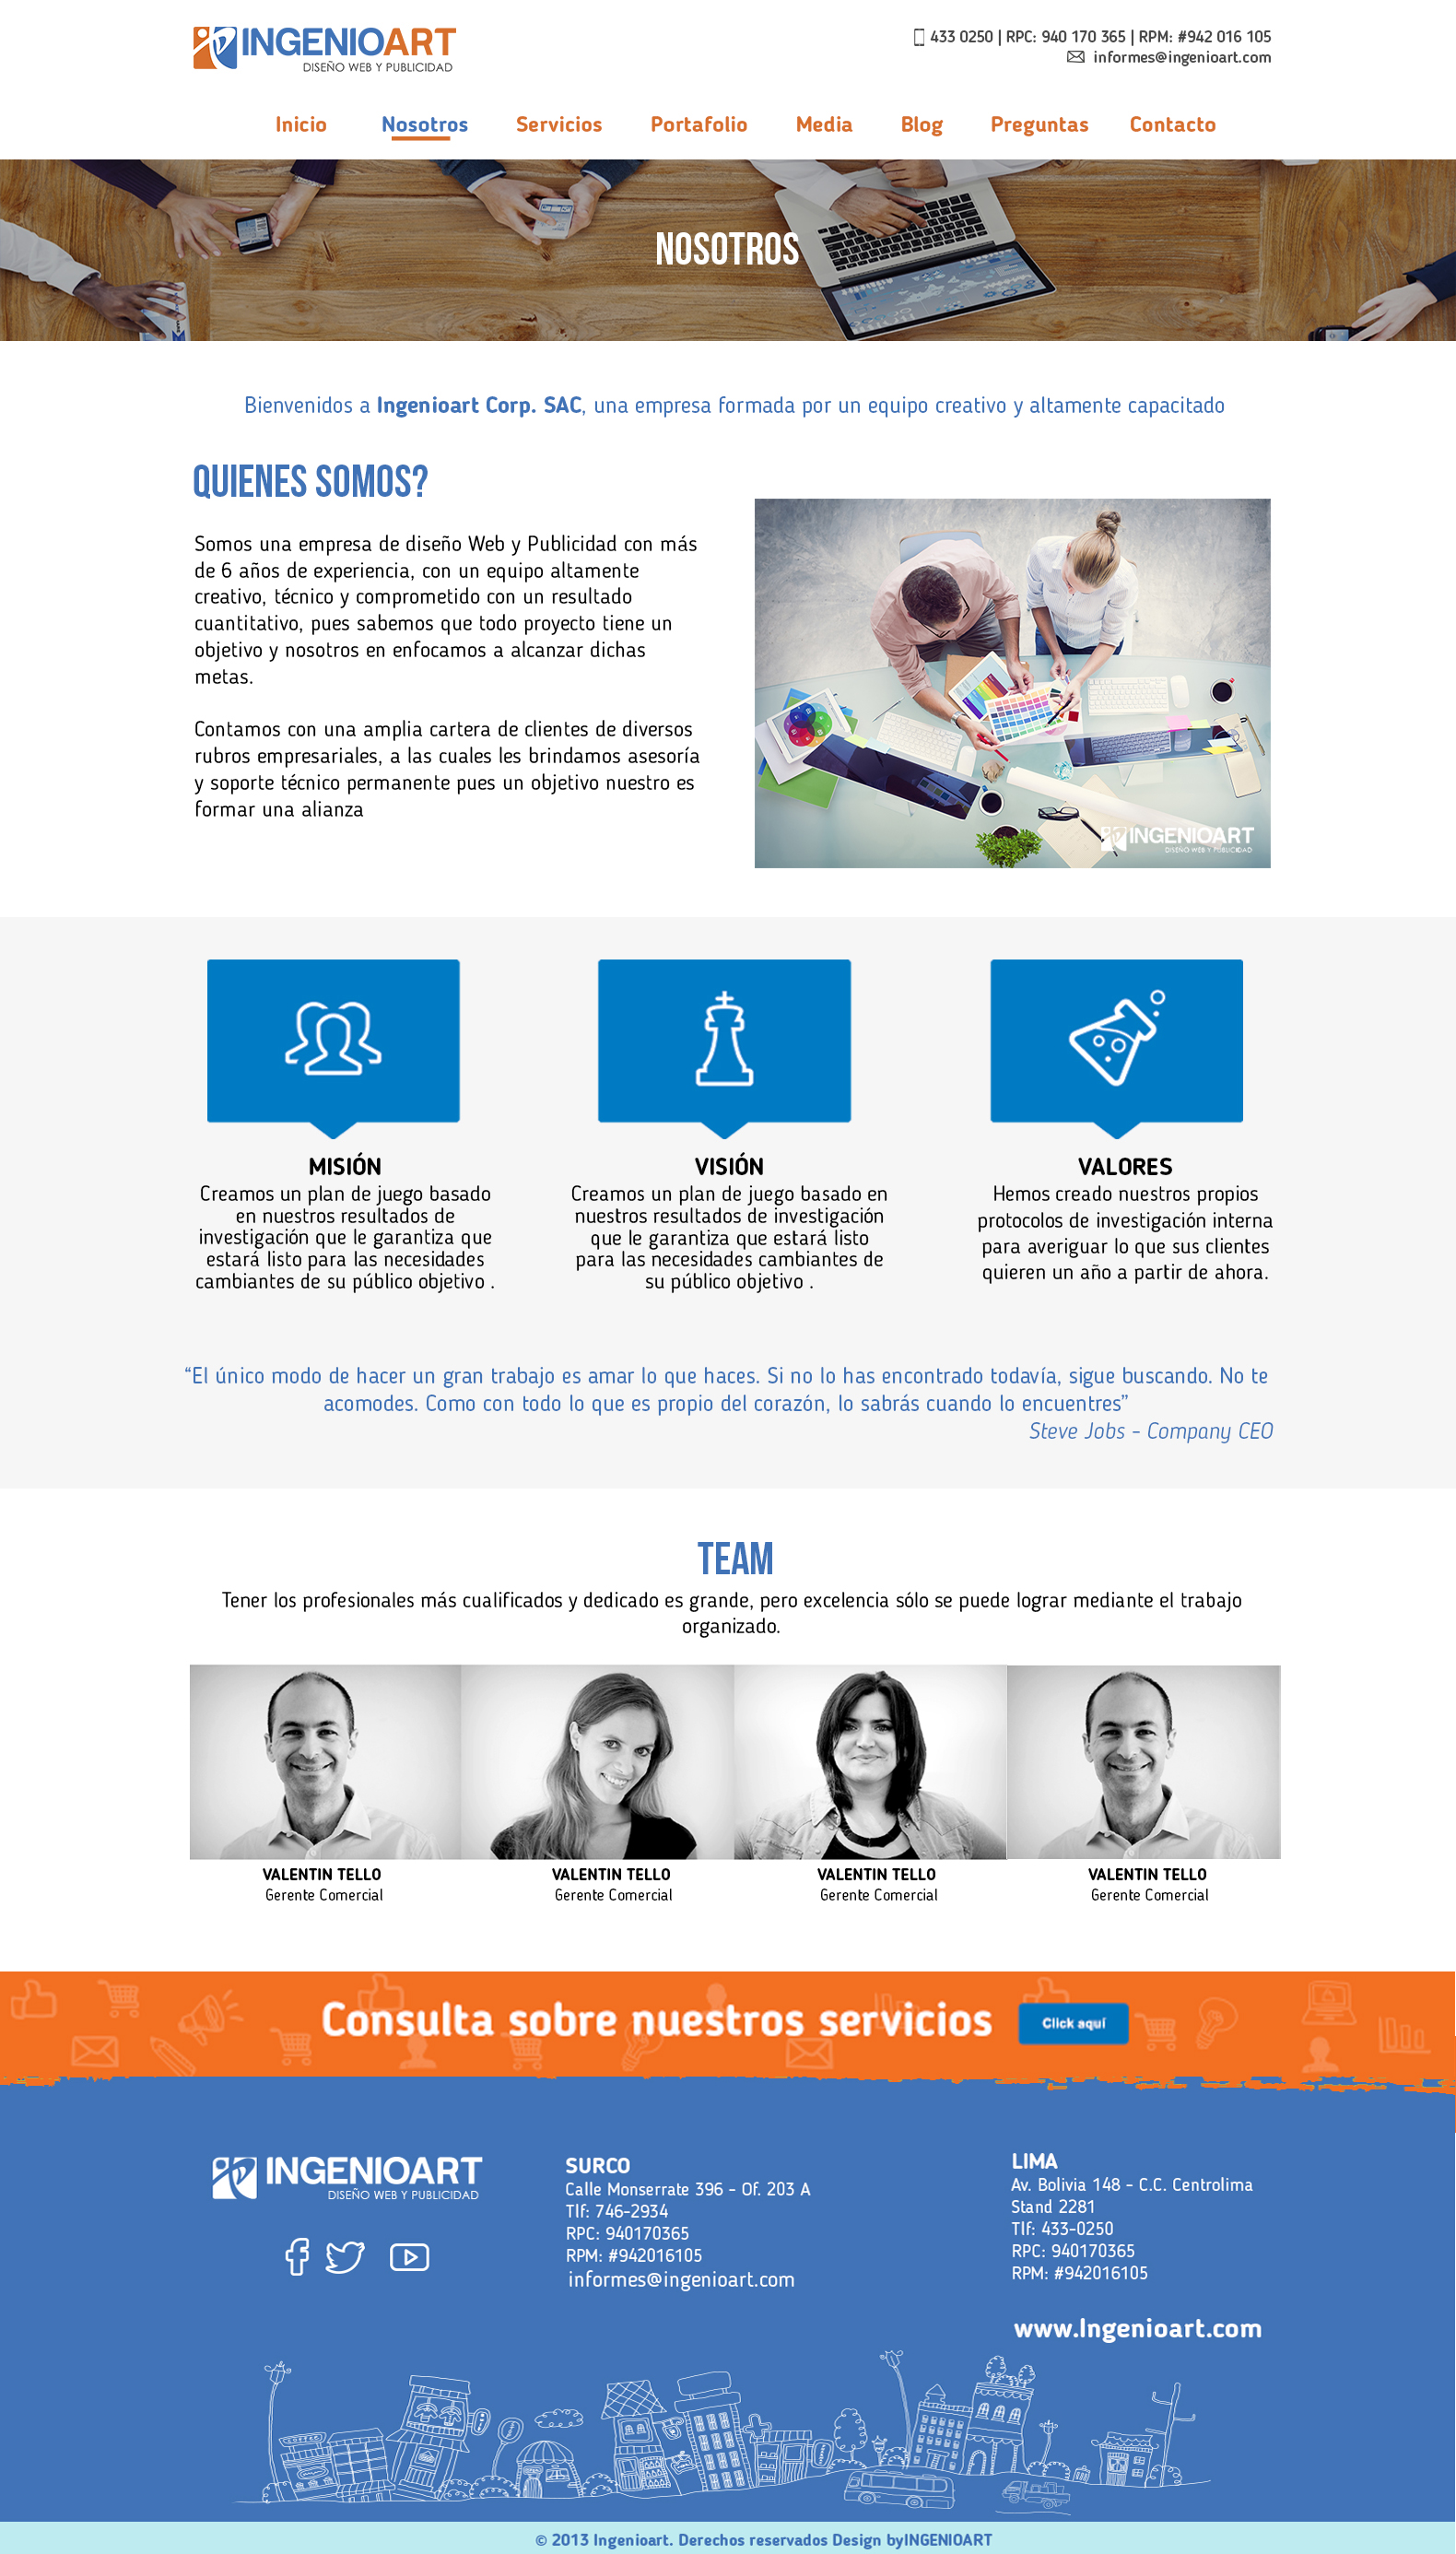 INGENIOART
DISEÑO WEB Y PUBLICIDAD
433 0250 | RPC: 940 170 365 | RPM: #942 016 105
informes@ingenioart.com
Inicio Nosotros Servicios Portafolio Media Blog Preguntas Contacto
NOSOTROS
Bienvenidos a Ingenioart Corp. SAC, una empresa formada por un equipo creativo y altamente capacitado
QUIENES SOMOS?
Somos una empresa de diseño Web y Publicidad con más
de 6 años de experiencia, con un equipo altamente
creativo, técnico y comprometido con un resultado
cuantitativo, pues sabemos que todo proyecto tiene un
objetivo y nosotros en enfocamos a alcanzar dichas
metas.
Contamos con una amplia cartera de clientes de diversos
rubros empresariales, a las cuales les brindamos asesoría
y soporte técnico permanente pues un objetivo nuestro es
formar una alianza
INGENIOART
DISEÑO WEB Y PUBLICIDAD
MISIÓN
Creamos un plan de juego basado
en nuestros resultados de
investigación que le garantiza que
estará listo para las necesidades
cambiantes de su público objetivo .
VISIÓN
Creamos un plan de juego basado en
nuestros resultados de investigación
que le garantiza que estará listo
para las necesidades cambiantes de
su público objetivo .
VALORES
Hemos creado nuestros propios
protocolos de investigación interna
para averiguar lo que sus clientes
quieren un año a partir de ahora.
“El único modo de hacer un gran trabajo es amar lo que haces. Si no lo has encontrado todavía, sigue buscando. No te
acomodes. Como con todo lo que es propio del corazón, lo sabrás cuando lo encuentres”
Steve Jobs - Company CEO
TEAM
Tener los profesionales más cualificados y dedicado es grande, pero excelencia sólo se puede lograr mediante el trabajo
organizado.
VALENTIN TELLO
Gerente Comercial
VALENTIN TELLO
Gerente Comercial
VALENTIN TELLO
Gerente Comercial
VALENTIN TELLO
Gerente Comercial
Consulta sobre nuestros servicios
Click aquí
INGENIOART
DISEÑO WEB Y PUBLICIDAD
SURCO
Calle Monserrate 396 - Of. 203 A
Tlf: 746-2934
RPC: 940170365
RPM: #942016105
informes@ingenioart.com
LIMA
Av. Bolivia 148 - C.C. Centrolima
Stand 2281
Tlf: 433-0250
RPC: 940170365
RPM: #942016105
www.Ingenioart.com
© 2013 Ingenioart. Derechos reservados Design byINGENIOART